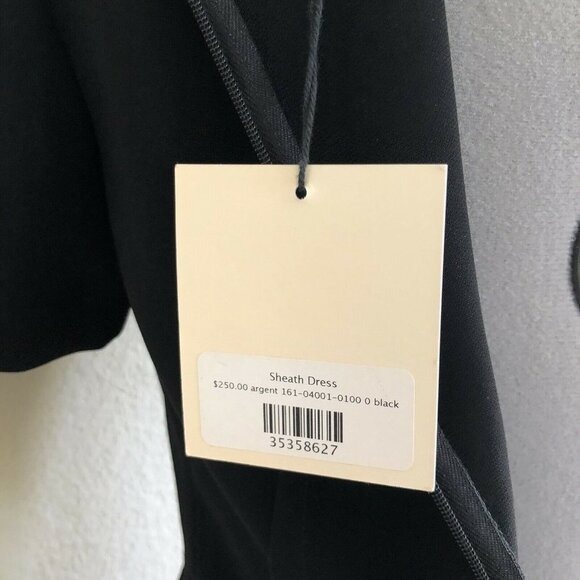 Sheath Dress
$250.00 argent 161-04001-0100 0 black
35358627